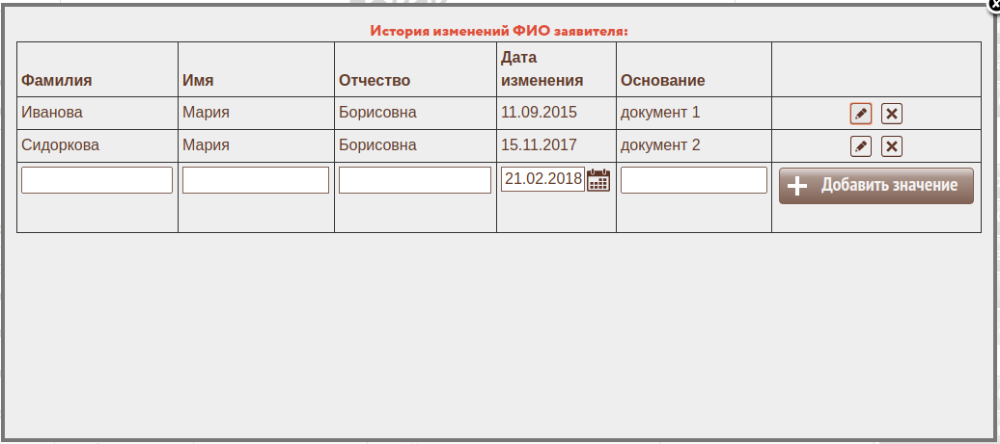 История изменений ФИО заявителя:
Фамилия Имя Отчество Дата изменения Основание
Иванова Мария Борисовна 11.09.2015 документ 1
Сидоркова Мария Борисовна 15.11.2017 документ 2
21.02.2018 Добавить значение